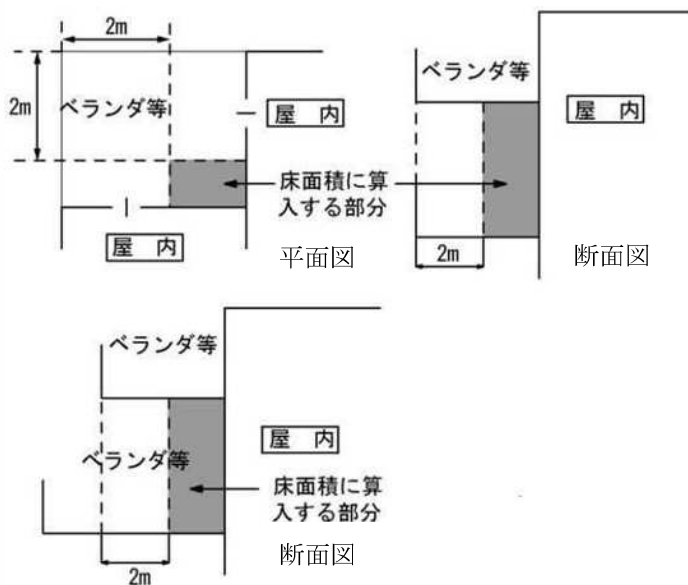 2m
2m
ベランダ等
屋 内
屋 内
床面積に算
入する部分
平面図
ベランダ等
屋 内
2m
断面図
ベランダ等
ベランダ等
屋 内
床面積に算
入する部分
2m
断面図